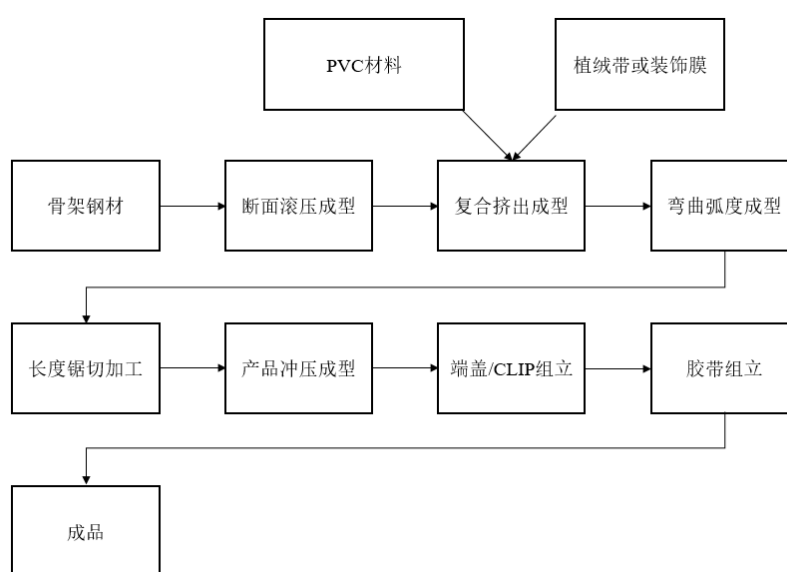 PVC材料
植绒带或装饰膜
骨架钢材
断面滚压成型
复合挤出成型
弯曲弧度成型
长度锯切加工
产品冲压成型
端盖/CLIP组立
胶带组立
成品